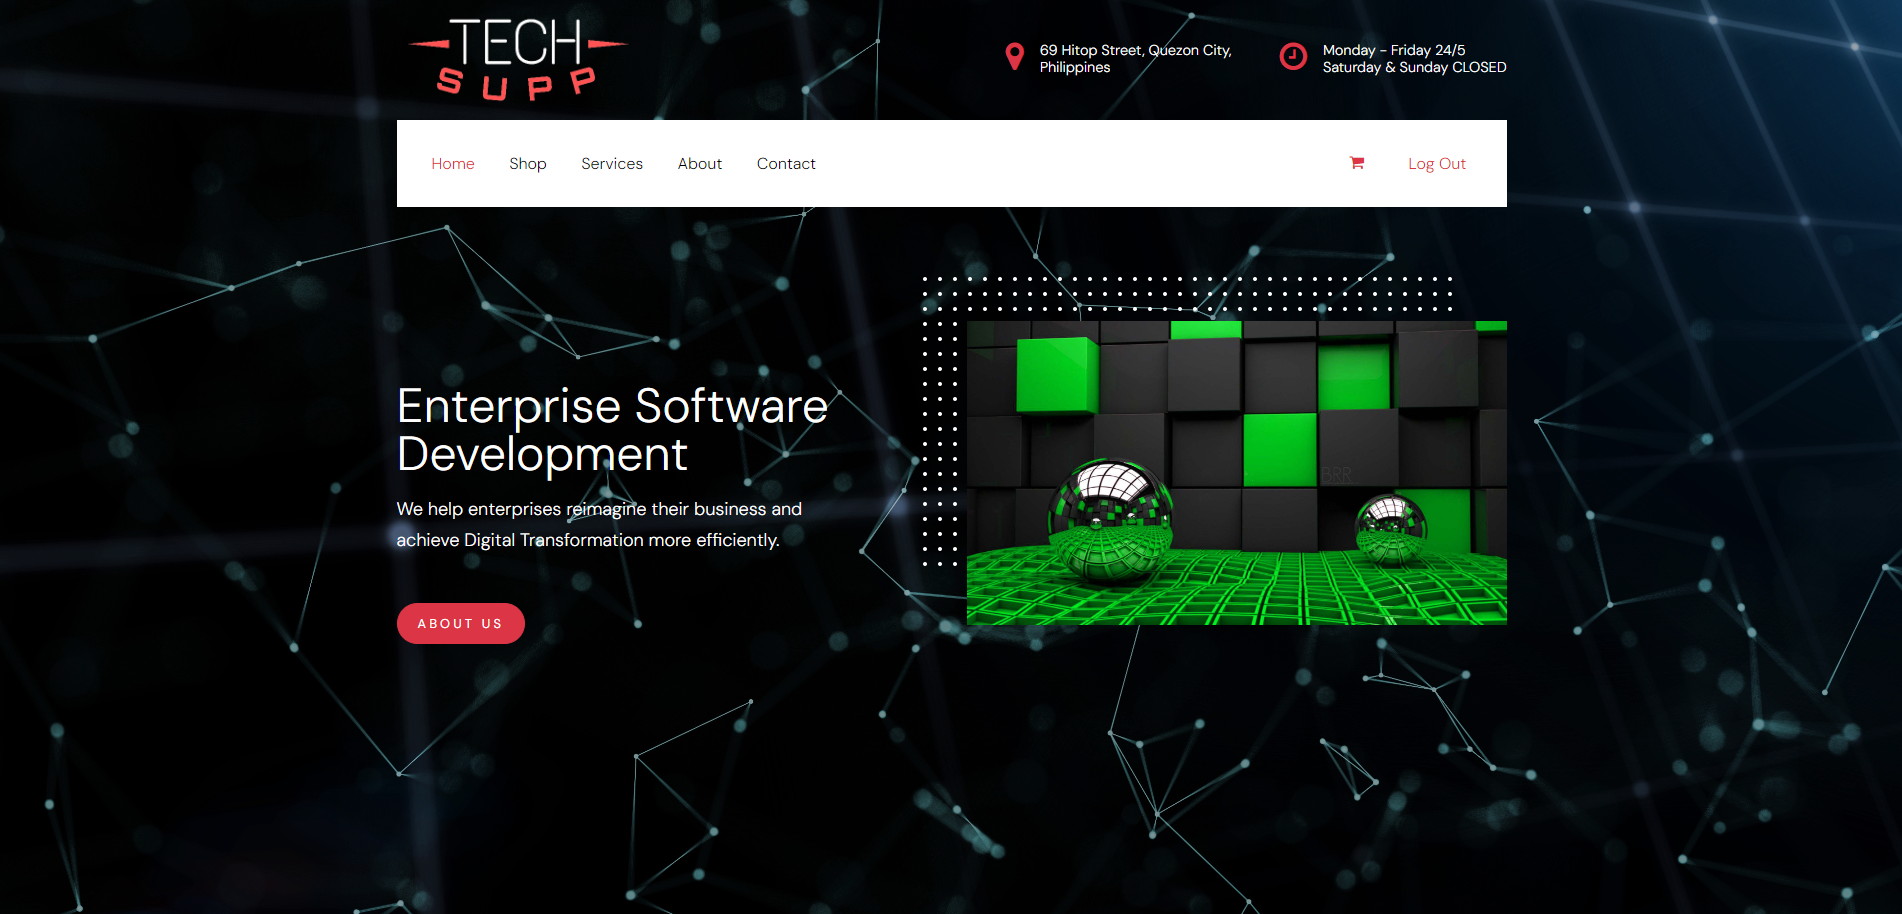 TECH
SUPP
69 Hitop Street, Quezon City,
Philippines
Monday - Friday 24/5
Saturday & Sunday CLOSED
Home
Shop
Services
About
Contact
Log Out
Enterprise Software
Development
We help enterprises reimagine their business and
achieve Digital Transformation more efficiently.
ABOUT US
BRR